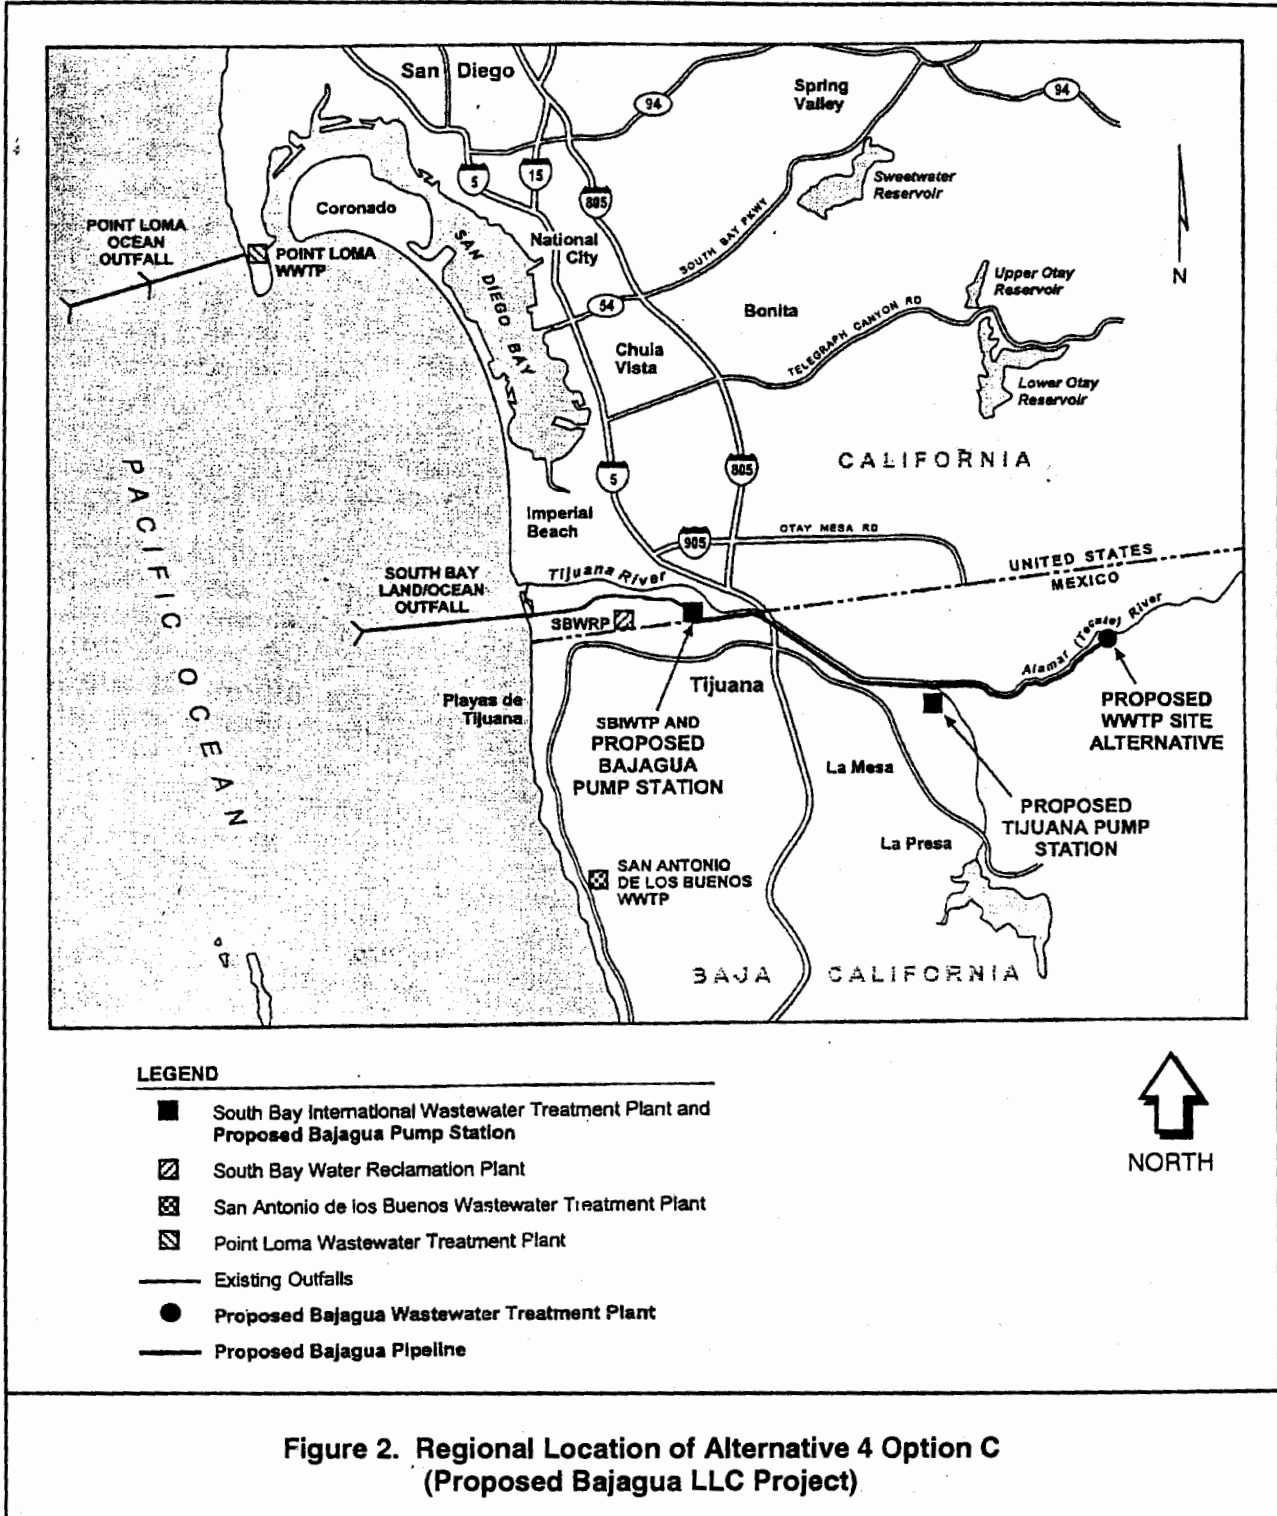 San Diego
94
Spring
Valley
94
5
15
805
Sweetwater
Reservoir
Coronado
POINT LOMA
OCEAN
OUTFALL
POINT LOMA
WWTP
National
City
SAN DIEGO BAY
SOUTH BAY PKWY
N
Upper Otay
Reservoir
54
Bonita
TELEGRAPH CANYON RD
Chula
Vista
Lower Otay
Reservoir
PACIFIC OCEAN
CALIFORNIA
5
805
Imperial
Beach
905
OTAY MESA RD
UNITED STATES
MEXICO
SOUTH BAY
LAND/OCEAN
OUTFALL
Tijuana River
SBWRP
Alamar (Tecate) River
Playas de
Tijuana
Tijuana
SBIWTP AND
PROPOSED
BAJAGUA
PUMP STATION
PROPOSED
WWTP SITE
ALTERNATIVE
La Mesa
PROPOSED
TIJUANA PUMP
STATION
La Presa
SAN ANTONIO
DE LOS BUENOS
WWTP
BAJA CALIFORNIA
LEGEND
South Bay International Wastewater Treatment Plant and
Proposed Bajagua Pump Station
South Bay Water Reclamation Plant
San Antonio de los Buenos Wastewater Treatment Plant
Point Loma Wastewater Treatment Plant
Existing Outfalls
Proposed Bajagua Wastewater Treatment Plant
Proposed Bajagua Pipeline
NORTH
Figure 2. Regional Location of Alternative 4 Option C
(Proposed Bajagua LLC Project)